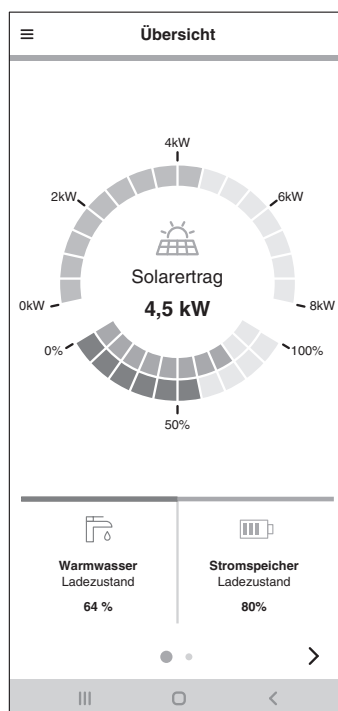 Übersicht
4kW
2kW
6kW
Solarertrag
0kW
4,5 kW
8kW
0%
100%
50%
Warmwasser
Ladezustand
64 %
Stromspeicher
Ladezustand
80%